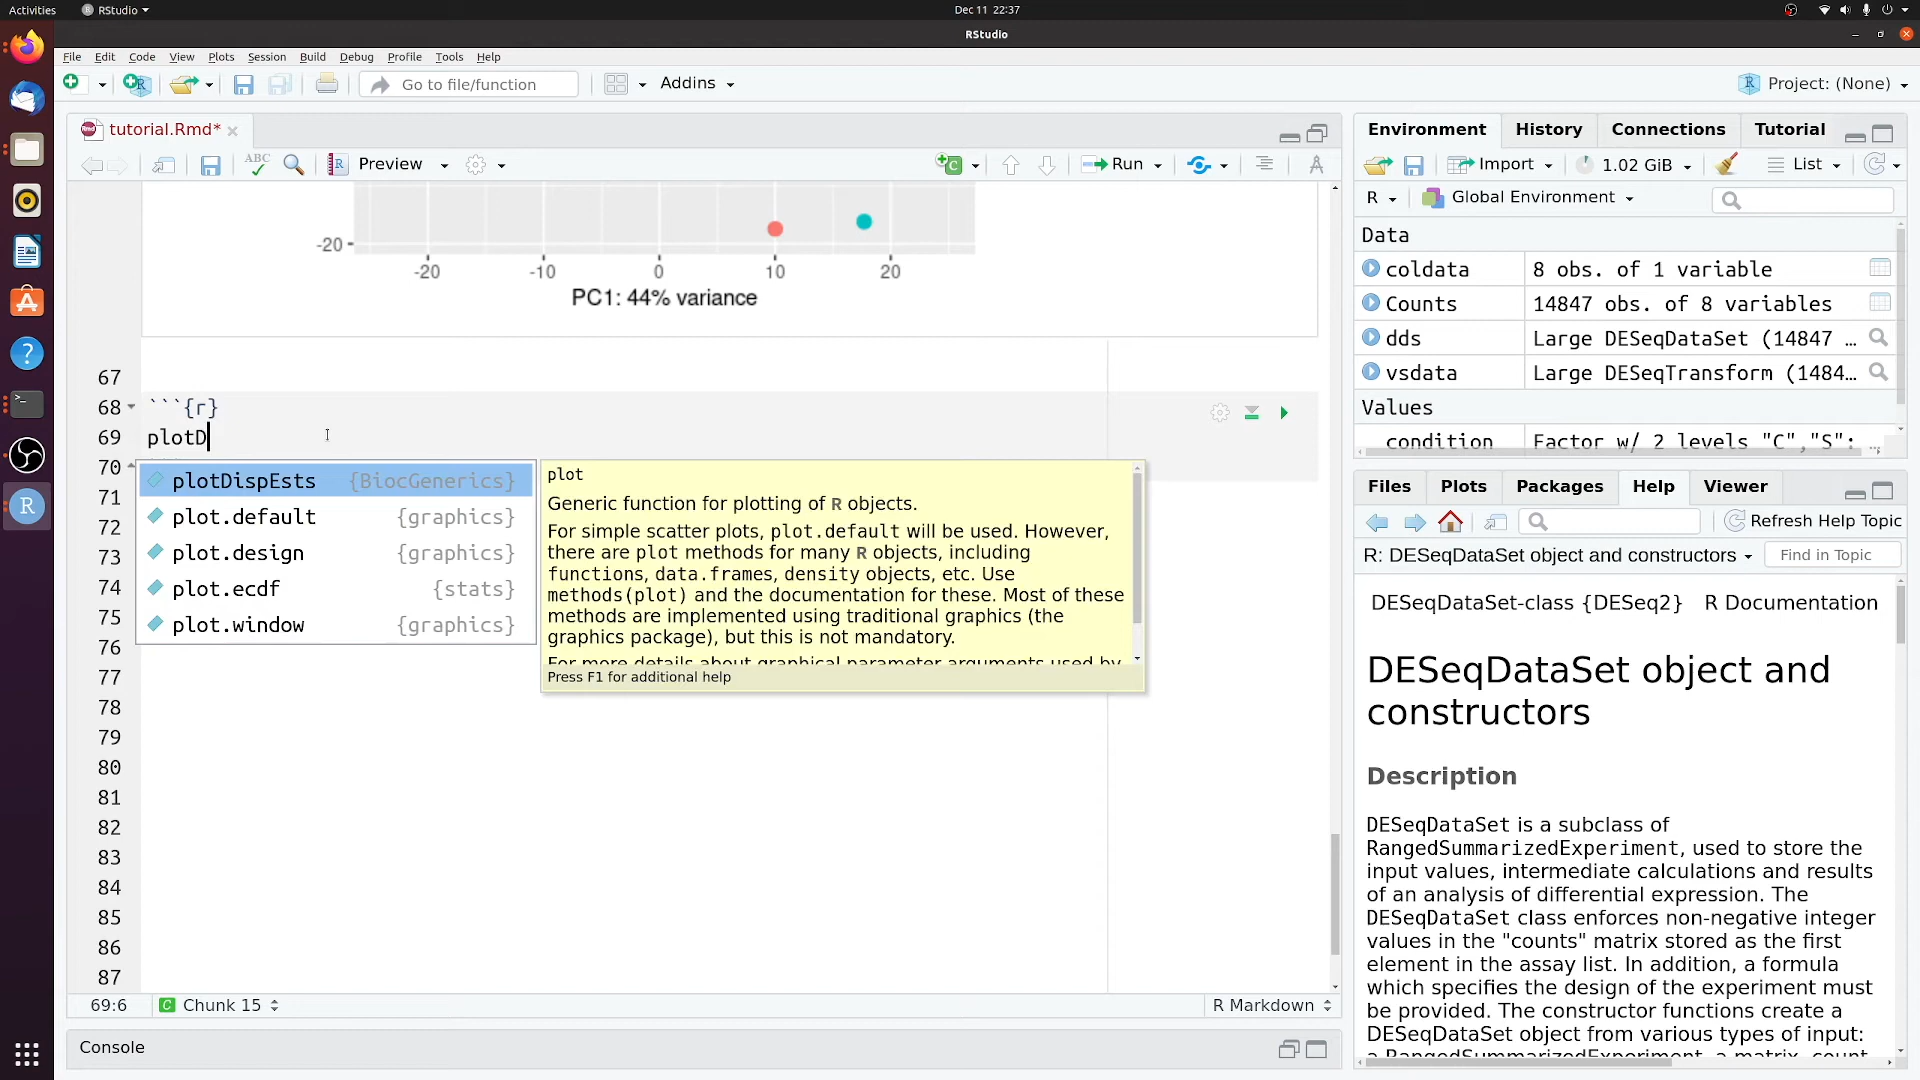 Activities RStudio Dec 11 22:37
RStudio
File Edit Code View Plots Session Build Debug Profile Tools Help
Go to file/function Addins Project: (None)
tutorial.Rmd*
ABC Preview Run
-20
-20 -10 0 10 20
PC1: 44% variance
67
68 ```{r}
69 plotD
70
71
72
73
74
75
76
77
78
79
80
81
82
83
84
85
86
87
plotDispEsts {BiocGenerics}
plot.default {graphics}
plot.design {graphics}
plot.ecdf {stats}
plot.window {graphics}
plot
Generic function for plotting of R objects.
For simple scatter plots, plot.default will be used. However,
there are plot methods for many R objects, including
functions, data.frames, density objects, etc. Use
methods(plot) and the documentation for these. Most of these
methods are implemented using traditional graphics (the
graphics package), but this is not mandatory.
For more details about graphical parameter arguments used by
Press F1 for additional help
69:6 Chunk 15 R Markdown
Console
Environment History Connections Tutorial
Import 1.02 GiB List
R Global Environment
Data
coldata 8 obs. of 1 variable
Counts 14847 obs. of 8 variables
dds Large DESeqDataSet (14847 …
vsdata Large DESeqTransform (1484…
Values
condition Factor w/ 2 levels "C","S": …
Files Plots Packages Help Viewer
Refresh Help Topic
R: DESeqDataSet object and constructors Find in Topic
DESeqDataSet-class {DESeq2} R Documentation
DESeqDataSet object and
constructors
Description
DESeqDataSet is a subclass of
RangedSummarizedExperiment, used to store the
input values, intermediate calculations and results
of an analysis of differential expression. The
DESeqDataSet class enforces non-negative integer
values in the "counts" matrix stored as the first
element in the assay list. In addition, a formula
which specifies the design of the experiment must
be provided. The constructor functions create a
DESeqDataSet object from various types of input:
a RangedSummarizedExperiment, a matrix, count